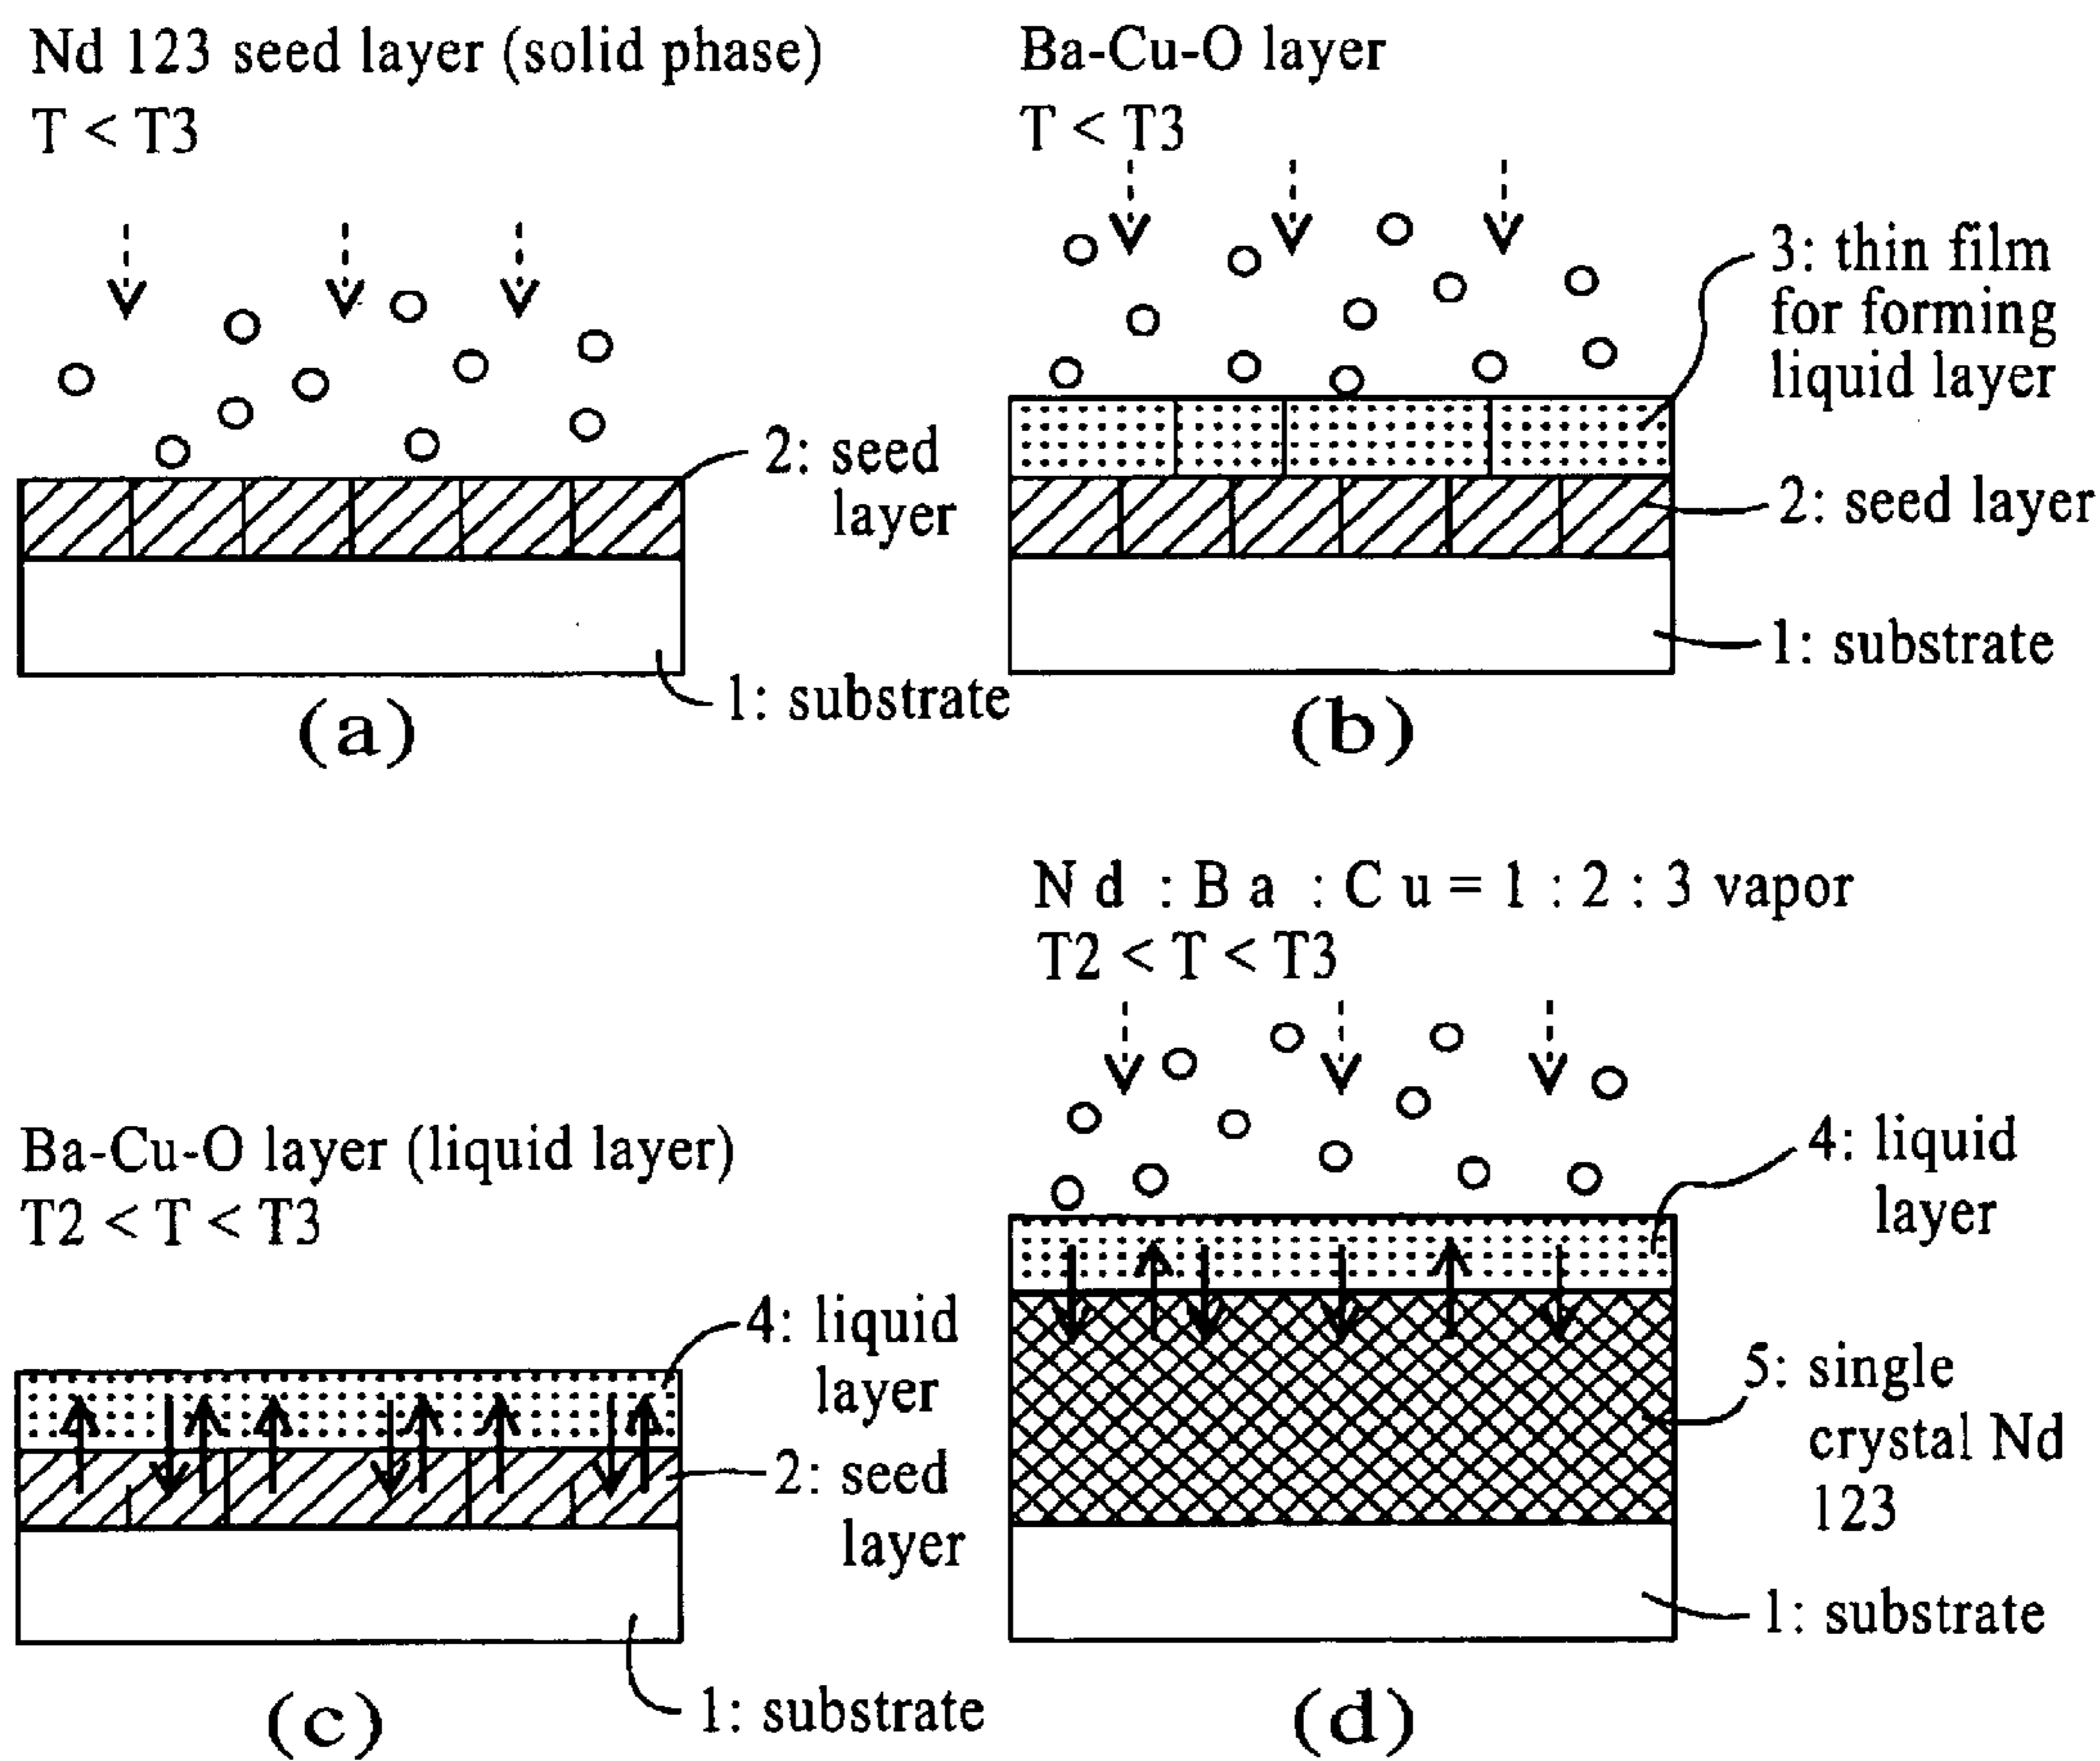 Nd 123 seed layer (solid phase)
T < T3
2: seed
layer
1: substrate
(a)
Ba-Cu-O layer
T < T3
3: thin film
for forming
liquid layer
2: seed layer
1: substrate
(b)
Ba-Cu-O layer (liquid layer)
T2 < T < T3
4: liquid
layer
2: seed
layer
1: substrate
(c)
Nd : Ba : Cu = 1 : 2 : 3 vapor
T2 < T < T3
4: liquid
layer
5: single
crystal Nd
123
1: substrate
(d)